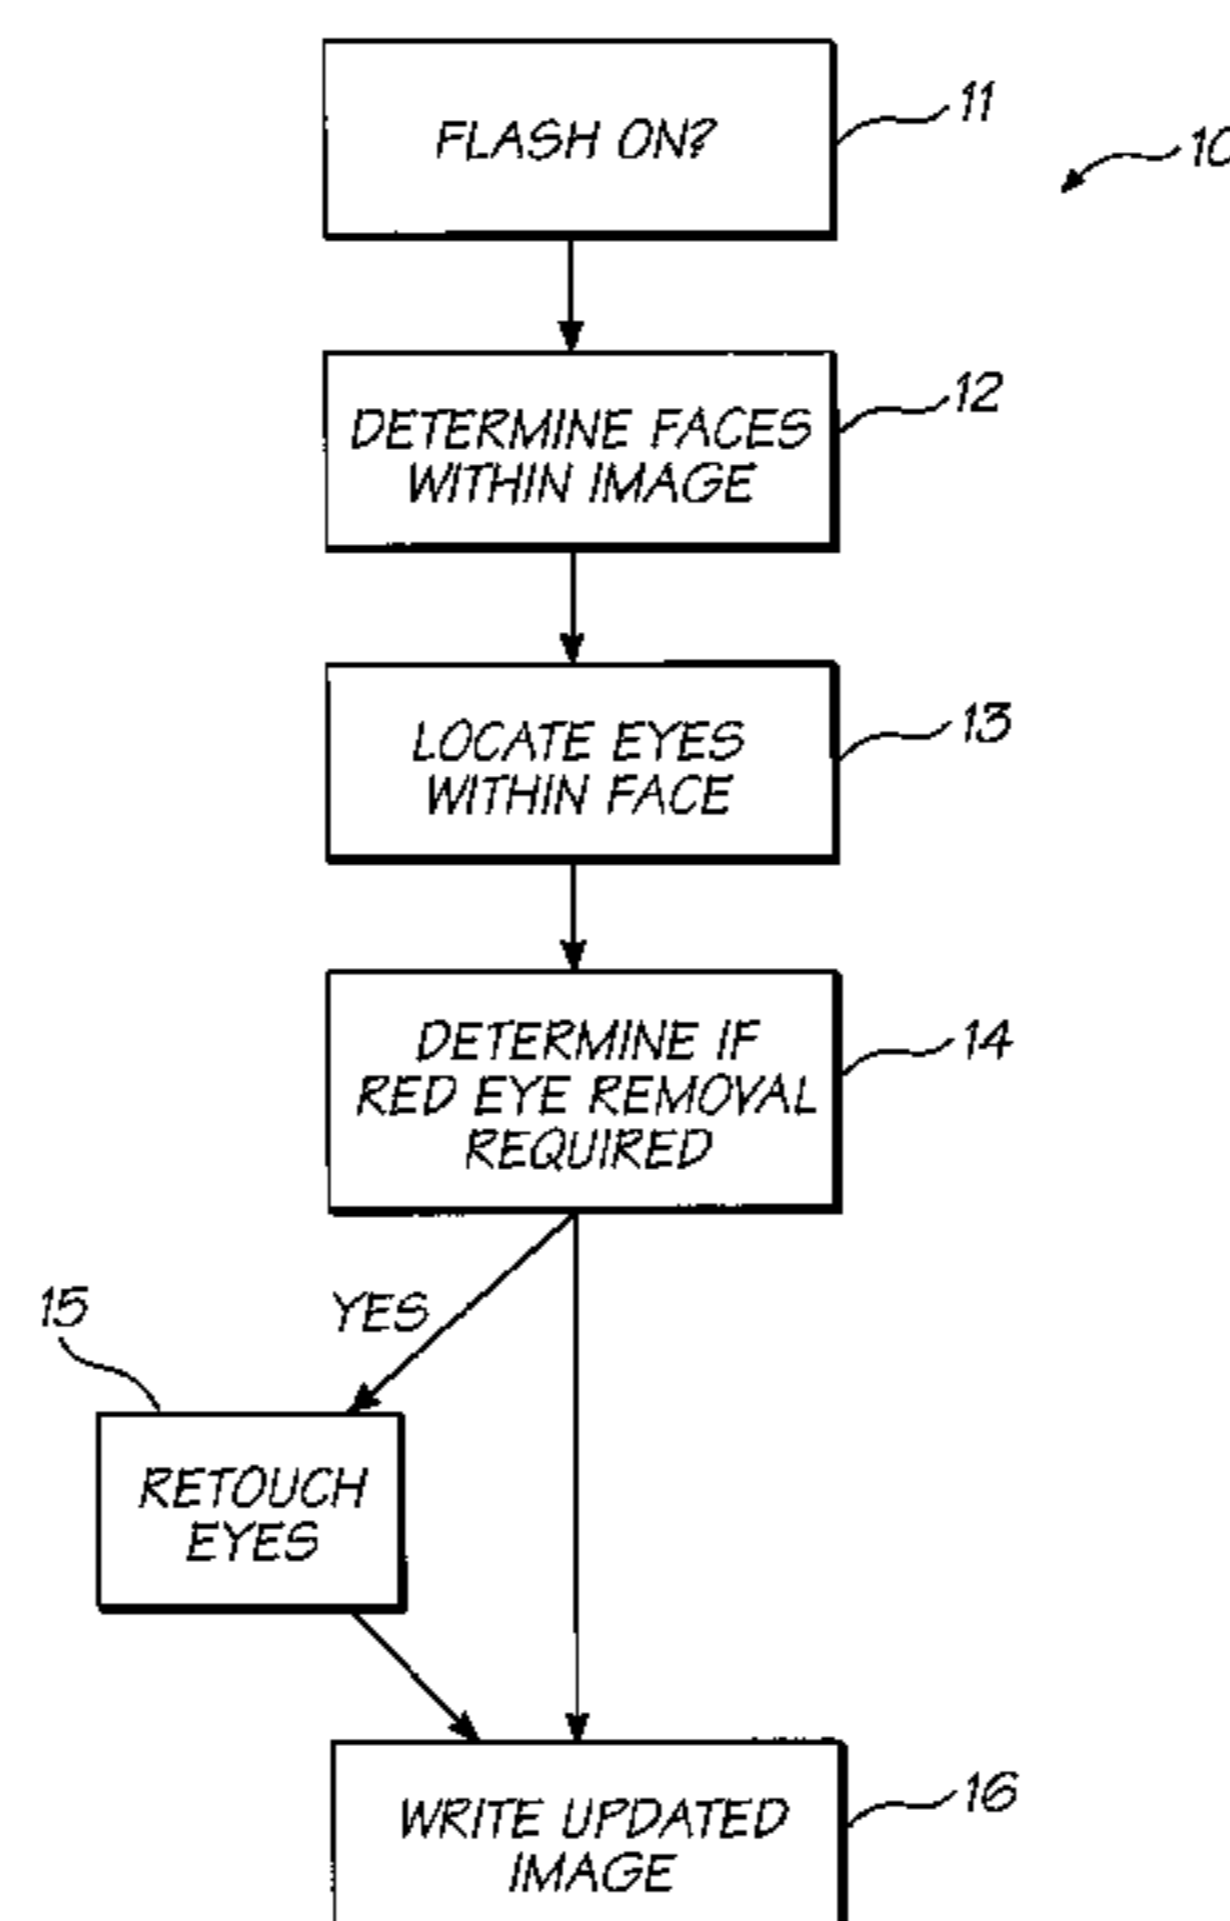 FLASH ON?
11
10
DETERMINE FACES
WITHIN IMAGE
12
LOCATE EYES
WITHIN FACE
13
DETERMINE IF
RED EYE REMOVAL
REQUIRED
14
YES
15
RETOUCH
EYES
WRITE UPDATED
IMAGE
16